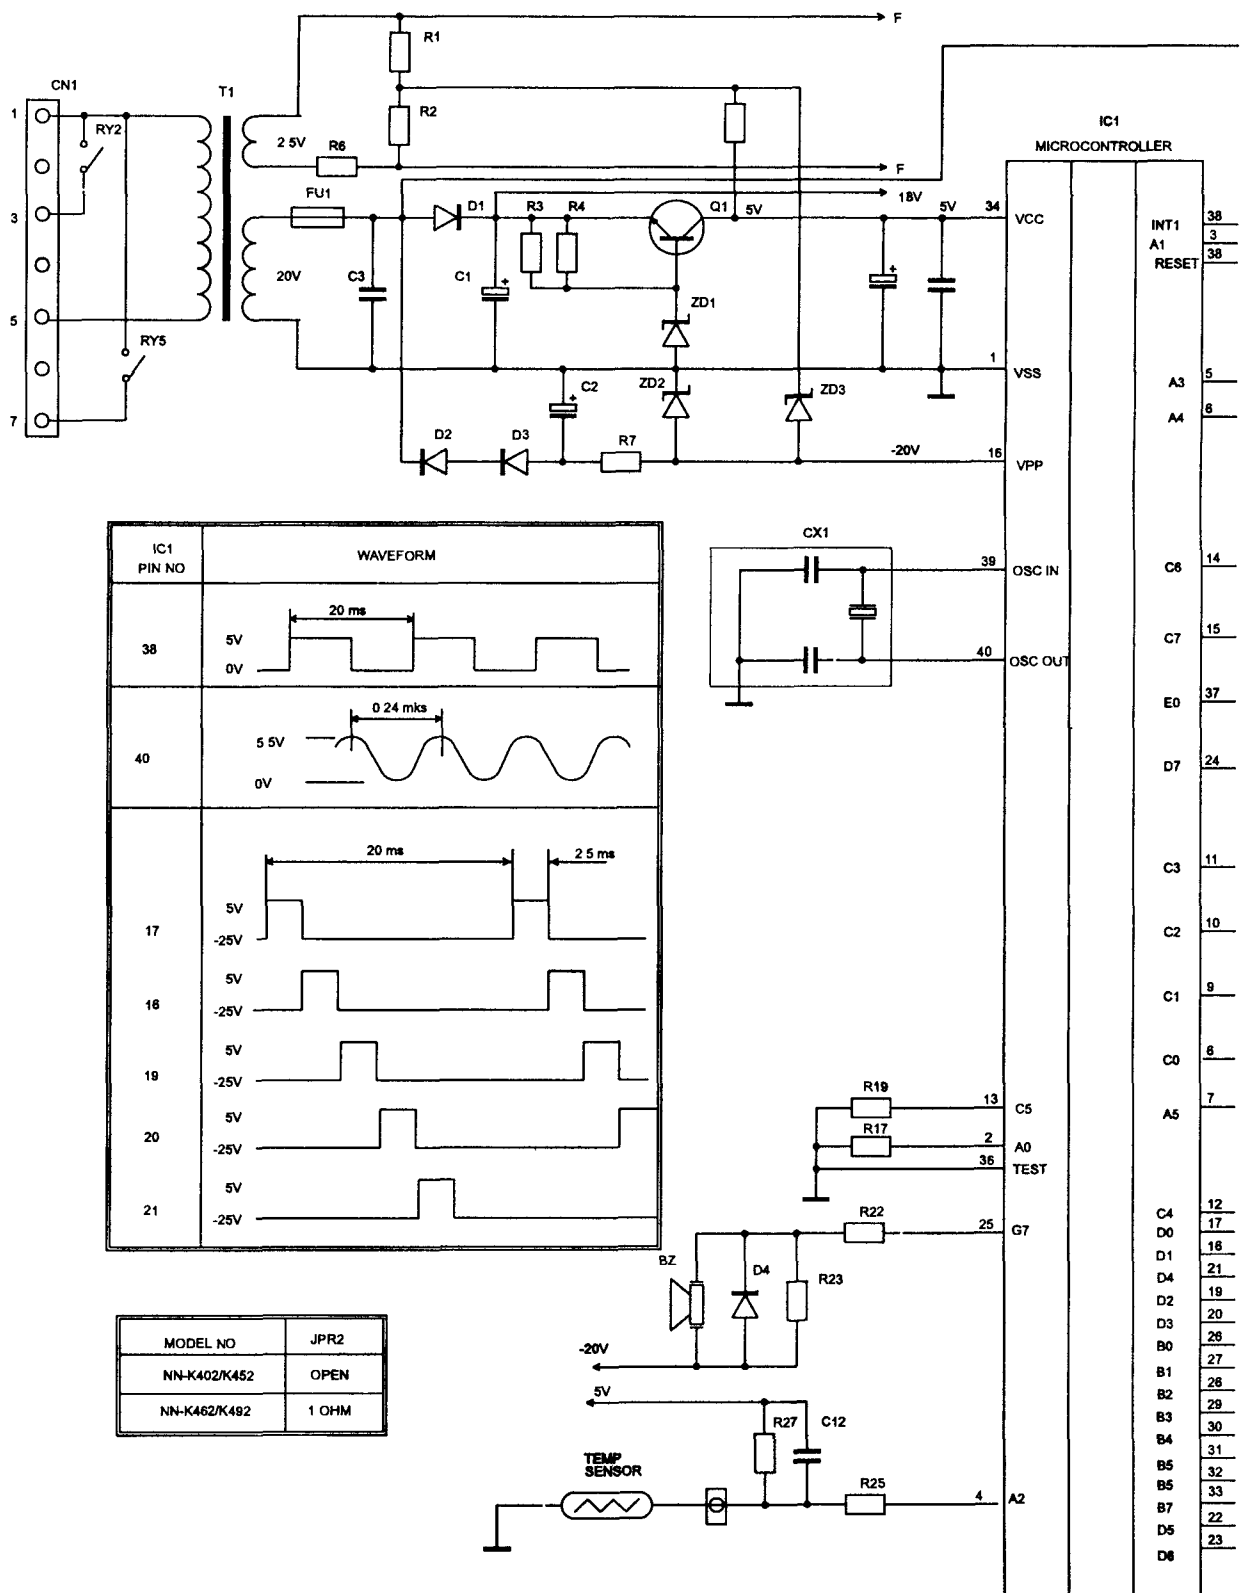 F
R1
CN1
T1
1
RY2
R2
2 5V
R6
IC1
MICROCONTROLLER
F
FU1
18V
3
D1
R3
R4
Q1
5V
5V
34
VCC
INT1
38
A1
3
RESET
38
20V
C3
C1
+
+
5
RY5
ZD1
1
VSS
A3
5
C2
+
ZD2
ZD3
A4
6
7
D2
D3
R7
-20V
16
VPP
IC1
PIN NO
WAVEFORM
CX1
39
OSC IN
C6
14
20 ms
38
5V
0V
40
OSC OUT
C7
15
E0
37
0 24 mks
40
5 5V
0V
D7
24
20 ms
2 5 ms
17
5V
-25V
C3
11
C2
10
16
5V
-25V
C1
9
19
5V
-25V
C0
6
R19
13
C5
A5
7
20
5V
-25V
R17
2
A0
36
TEST
21
5V
-25V
R22
25
G7
C4
12
D0
17
D1
16
D4
21
D2
19
D3
20
B0
26
B1
27
B2
26
B3
29
B4
30
B5
31
B5
32
B7
33
D5
22
D6
23
BZ
D4
R23
-20V
MODEL NO
JPR2
NN-K402/K452
OPEN
NN-K462/K492
1 OHM
5V
R27
C12
TEMP
SENSOR
R25
4
A2